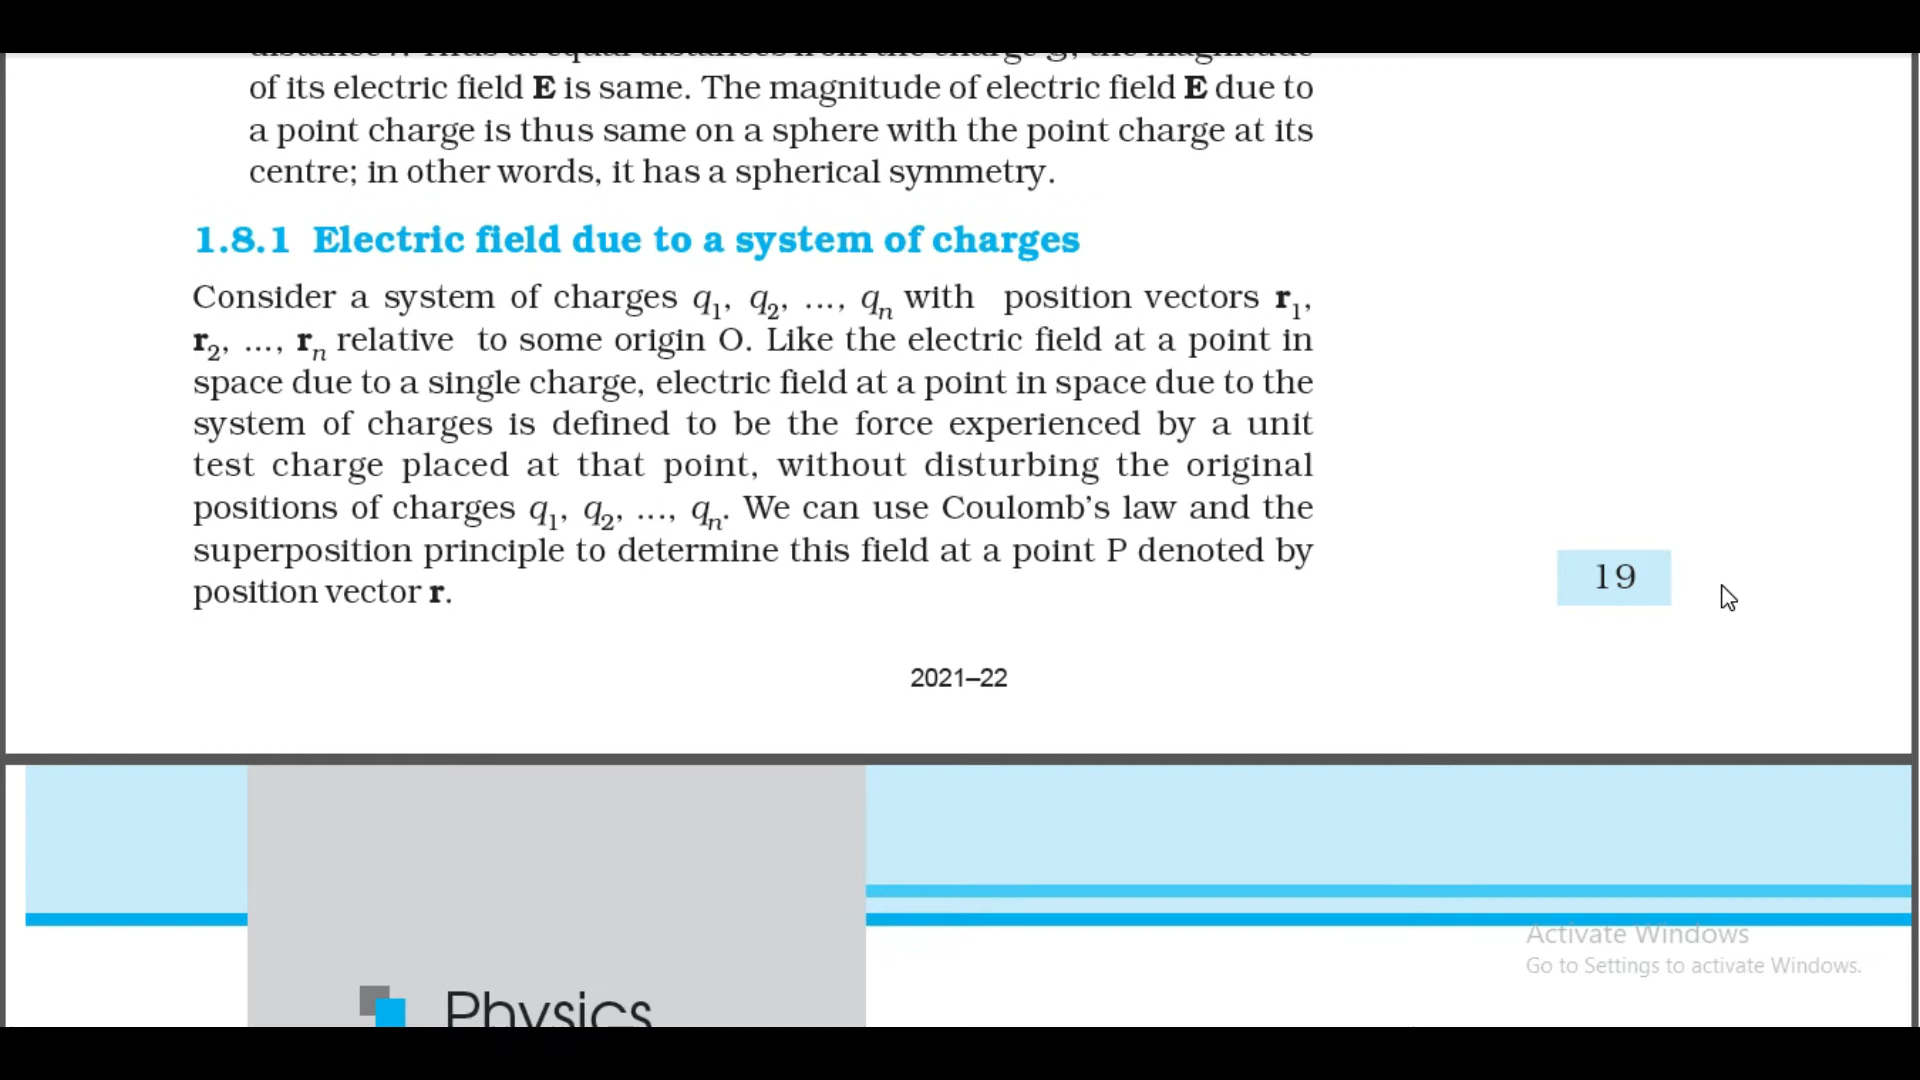 of its electric field E is same. The magnitude of electric field E due to
a point charge is thus same on a sphere with the point charge at its
centre; in other words, it has a spherical symmetry.
1.8.1 Electric field due to a system of charges
Consider a system of charges q1, q2, ..., qn with position vectors r1,
r2, ..., rn relative to some origin O. Like the electric field at a point in
space due to a single charge, electric field at a point in space due to the
system of charges is defined to be the force experienced by a unit
test charge placed at that point, without disturbing the original
positions of charges q1, q2, ..., qn. We can use Coulomb's law and the
superposition principle to determine this field at a point P denoted by
position vector r.
19
2021–22
Physics
Activate Windows
Go to Settings to activate Windows.